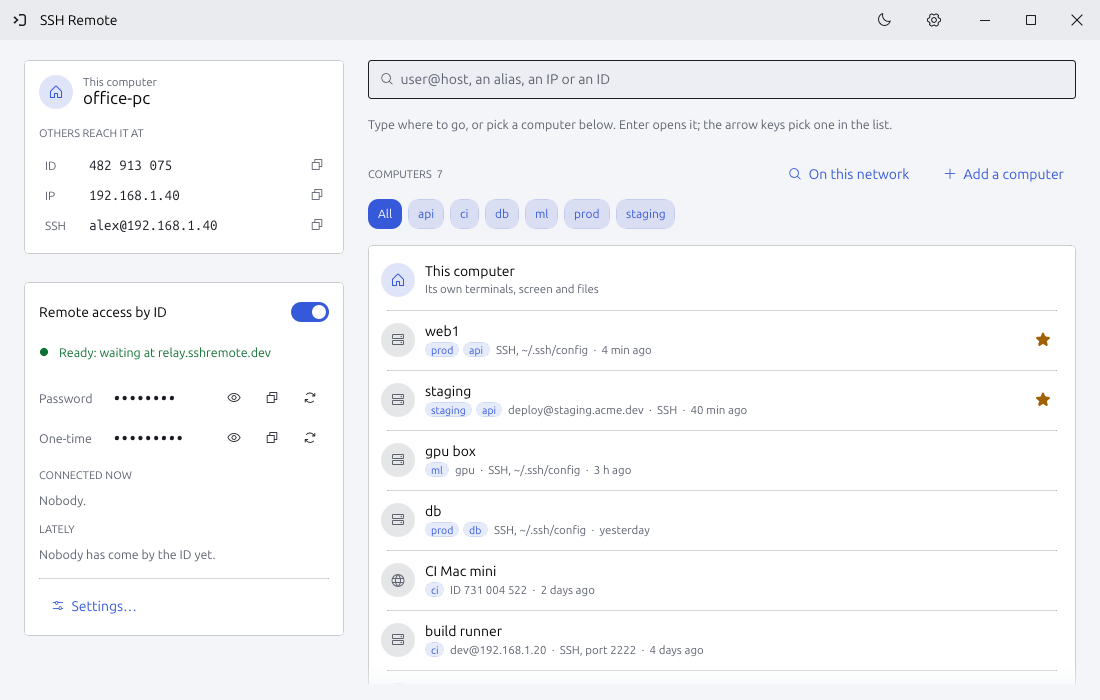 SSH Remote
This computer
office-pc
OTHERS REACH IT AT
ID 482 913 075
IP 192.168.1.40
SSH alex@192.168.1.40
Remote access by ID
Ready: waiting at relay.sshremote.dev
Password ••••••••
One-time •••••••••
CONNECTED NOW
Nobody.
LATELY
Nobody has come by the ID yet.
Settings…
user@host, an alias, an IP or an ID
Type where to go, or pick a computer below. Enter opens it; the arrow keys pick one in the list.
COMPUTERS 7
On this network
Add a computer
All api ci db ml prod staging
This computer
Its own terminals, screen and files
web1
prod api SSH, ~/.ssh/config · 4 min ago
staging
staging api deploy@staging.acme.dev · SSH · 40 min ago
gpu box
ml gpu · SSH, ~/.ssh/config · 3 h ago
db
prod db SSH, ~/.ssh/config · yesterday
CI Mac mini
ci ID 731 004 522 · 2 days ago
build runner
ci dev@192.168.1.20 · SSH, port 2222 · 4 days ago